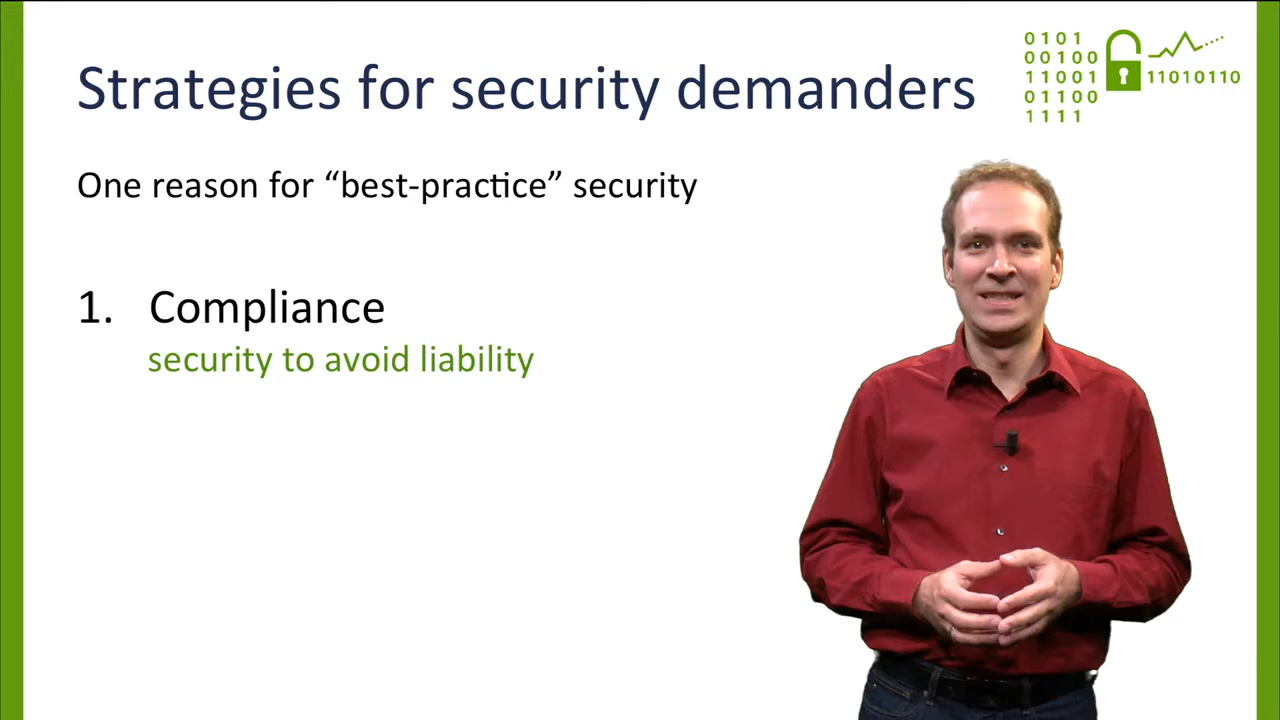 Strategies for security demanders
0101
00100
11001
01100
1111
11010110
One reason for “best-practice” security
1. Compliance
security to avoid liability